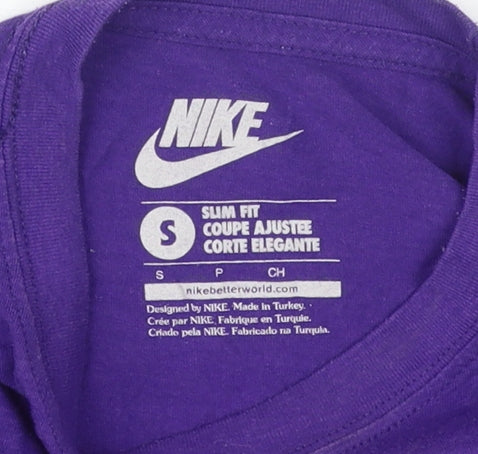 NIKE
S
SLIM FIT
COUPE AJUSTEE
CORTE ELEGANTE
S P CH
nikebetterworld.com
Designed by NIKE. Made in Turkey.
Crée par NIKE. Fabrique en Turquie.
Criado pela NIKE. Fabricado na Turquia.